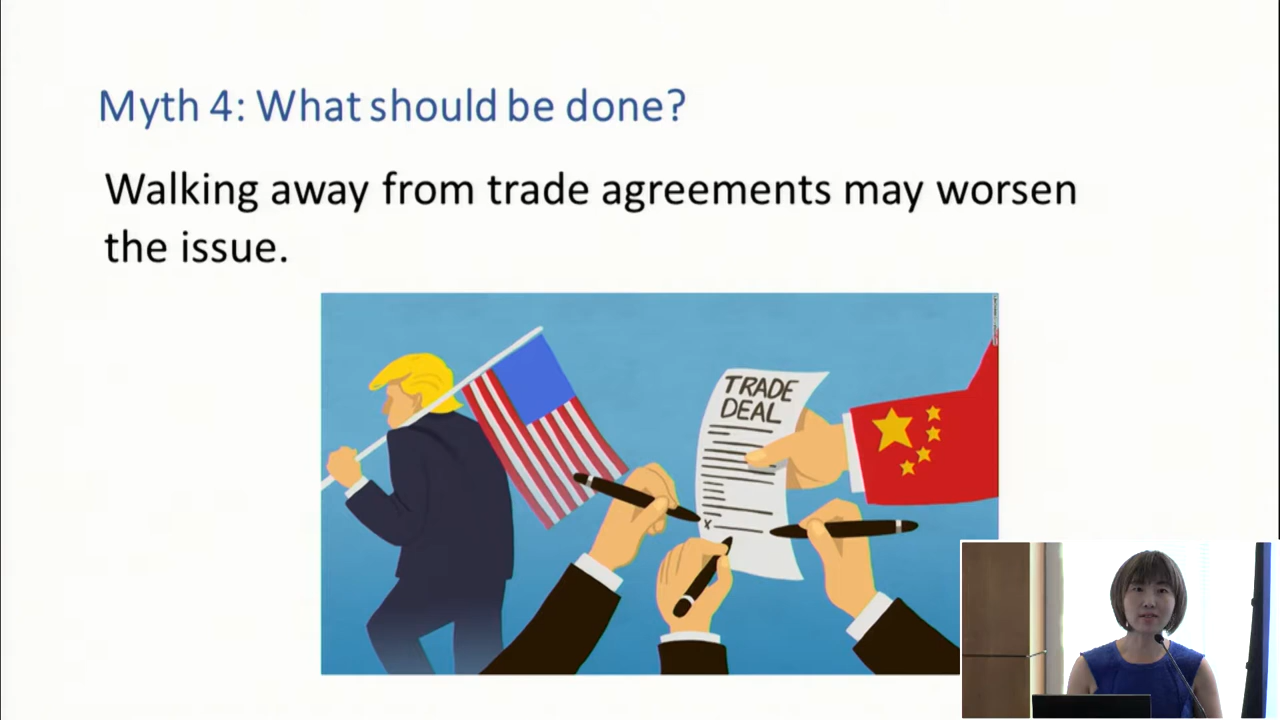 Myth 4: What should be done?
Walking away from trade agreements may worsen
the issue.
TRADE
DEAL
x